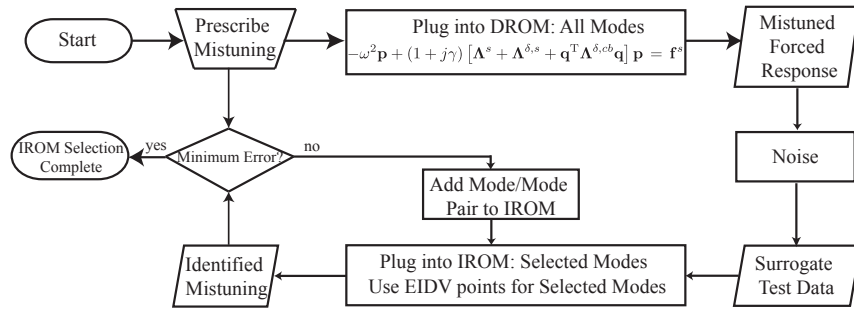 Start
Prescribe
Mistuning
Plug into DROM: All Modes
−ω²p + (1 + jγ) [Λˢ + Λ^{δ,s} + qᵀΛ^{δ,cb}q] p = fˢ
Mistuned
Forced
Response
IROM Selection
Complete
yes
Minimum Error?
no
Noise
Add Mode/Mode
Pair to IROM
Identified
Mistuning
Plug into IROM: Selected Modes
Use EIDV points for Selected Modes
Surrogate
Test Data